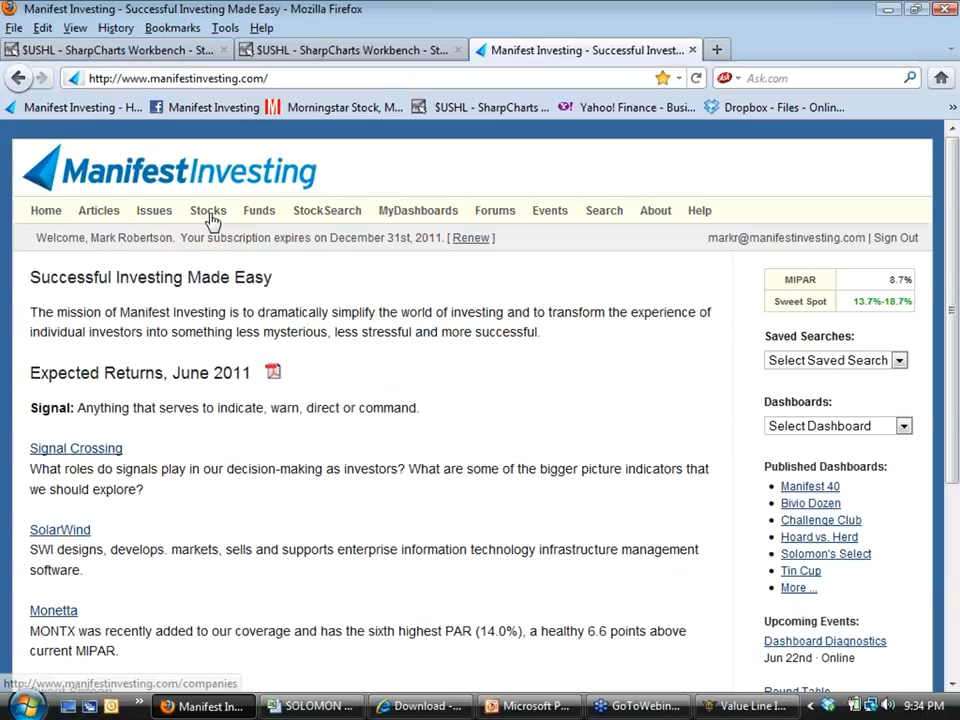 Manifest Investing - Successful Investing Made Easy - Mozilla Firefox
File Edit View History Bookmarks Tools Help
$USHL - SharpCharts Workbench - St... × $USHL - SharpCharts Workbench - St... × Manifest Investing - Successful Invest... × +
http://www.manifestinvesting.com/ Ask.com
Manifest Investing - H... Manifest Investing Morningstar Stock, M... $USHL - SharpCharts ... Yahoo! Finance - Busi... Dropbox - Files - Onlin... »
ManifestInvesting
Home Articles Issues Stocks Funds StockSearch MyDashboards Forums Events Search About Help
Welcome, Mark Robertson. Your subscription expires on December 31st, 2011. [ Renew ] markr@manifestinvesting.com | Sign Out
Successful Investing Made Easy
The mission of Manifest Investing is to dramatically simplify the world of investing and to transform the experience of
individual investors into something less mysterious, less stressful and more successful.
Expected Returns, June 2011
Signal: Anything that serves to indicate, warn, direct or command.
Signal Crossing
What roles do signals play in our decision-making as investors? What are some of the bigger picture indicators that
we should explore?
SolarWind
SWI designs, develops. markets, sells and supports enterprise information technology infrastructure management
software.
Monetta
MONTX was recently added to our coverage and has the sixth highest PAR (14.0%), a healthy 6.6 points above
current MIPAR.
MIPAR 8.7%
Sweet Spot 13.7%-18.7%
Saved Searches:
Select Saved Search
Dashboards:
Select Dashboard
Published Dashboards:
Manifest 40
Bivio Dozen
Challenge Club
Hoard vs. Herd
Solomon's Select
Tin Cup
More ...
Upcoming Events:
Dashboard Diagnostics
Jun 22nd · Online
Round Table
http://www.manifestinvesting.com/companies
» Manifest In... SOLOMON ... Download -... Microsoft P... GoToWebin... Value Line I... 9:34 PM